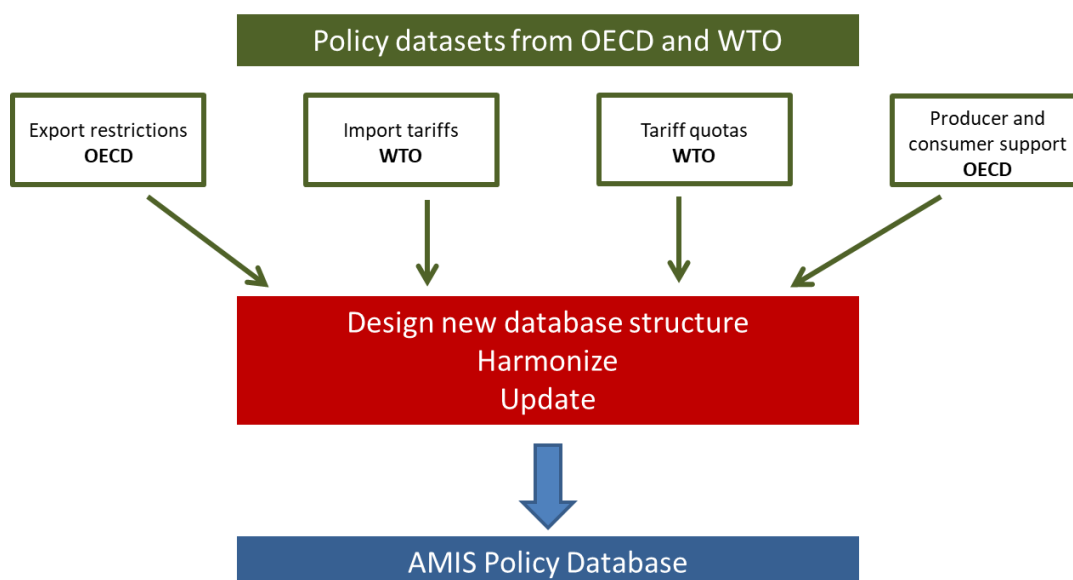 Policy datasets from OECD and WTO
Export restrictions
OECD
Import tariffs
WTO
Tariff quotas
WTO
Producer and
consumer support
OECD
Design new database structure
Harmonize
Update
AMIS Policy Database